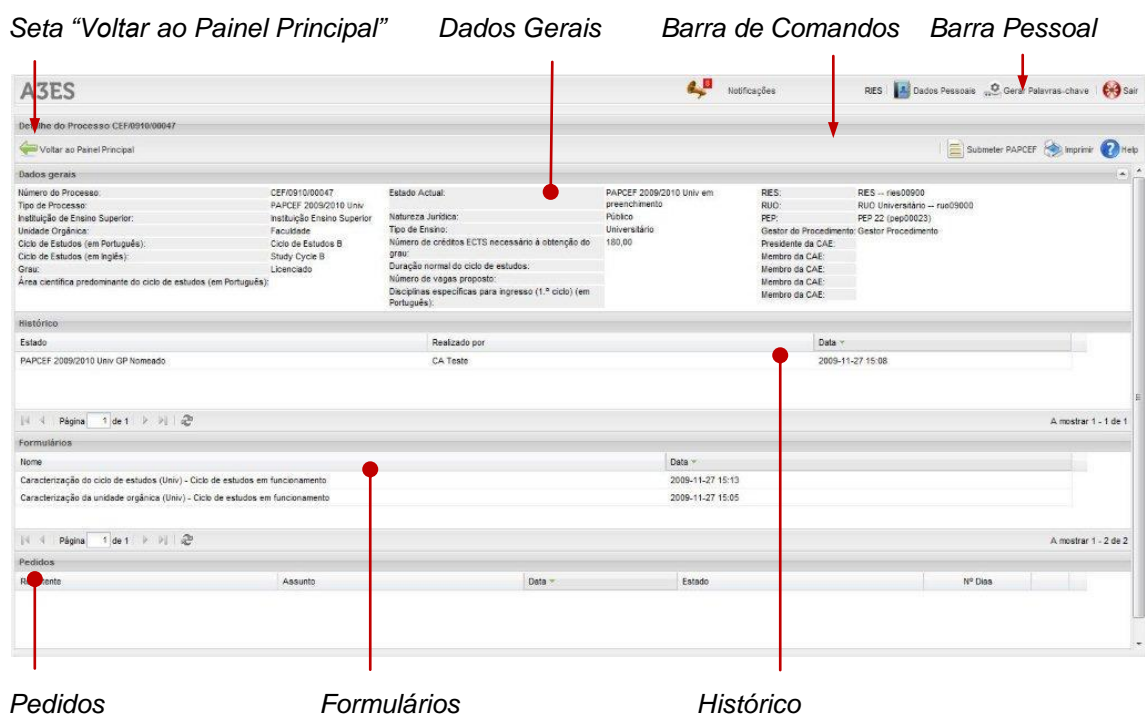 Seta “Voltar ao Painel Principal” Dados Gerais Barra de Comandos Barra Pessoal
A3ES Notificações RIES Dados Pessoais Gerar Palavras-chave Sair
Detalhe do Processo CEF/0910/00047
Voltar ao Painel Principal Submeter PAPCEF Imprimir Help
Dados gerais
Número do Processo: CEF/0910/00047 Estado Actual: PAPCEF 2009/2010 Univ em preenchimento RIES: RIES -- ries00900
Tipo de Processo: PAPCEF 2009/2010 Univ RUO: RUO Universitário -- ruo09000
Instituição de Ensino Superior: Instituição Ensino Superior Natureza Jurídica: Público PEP: PEP 22 (pep00023)
Unidade Orgânica: Faculdade Tipo de Ensino: Universitário Gestor do Procedimento: Gestor Procedimento
Ciclo de Estudos (em Português): Ciclo de Estudos B Número de créditos ECTS necessário à obtenção do grau: 180,00 Presidente da CAE:
Ciclo de Estudos (em Inglês): Study Cycle B Membro da CAE:
Grau: Licenciado Duração normal do ciclo de estudos: Membro da CAE:
Área científica predominante do ciclo de estudos (em Português): Número de vagas proposto: Membro da CAE:
Disciplinas específicas para ingresso (1.º ciclo) (em Português): Membro da CAE:
Histórico
Estado Realizado por Data
PAPCEF 2009/2010 Univ GP Nomeado CA Teste 2009-11-27 15:08
Página 1 de 1 A mostrar 1 - 1 de 1
Formulários
Nome Data
Caracterização do ciclo de estudos (Univ) - Ciclo de estudos em funcionamento 2009-11-27 15:13
Caracterização da unidade orgânica (Univ) - Ciclo de estudos em funcionamento 2009-11-27 15:05
Página 1 de 1 A mostrar 1 - 2 de 2
Pedidos
Assunto Data Estado Nº Dias
Pedidos Formulários Histórico